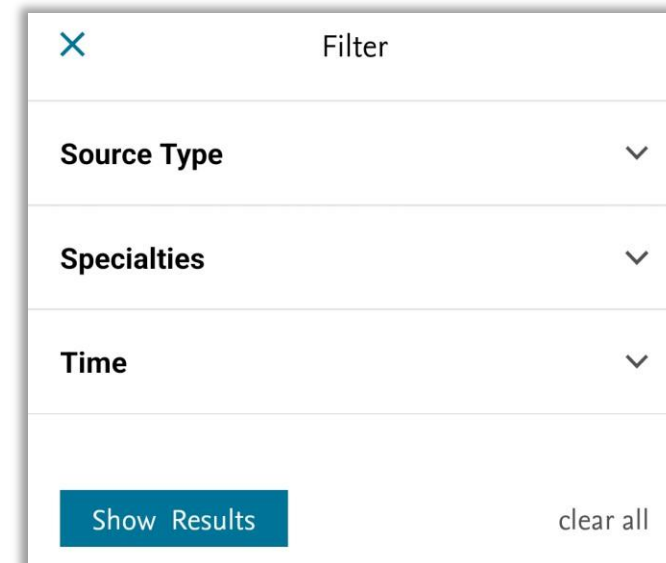 Filter
Source Type
Specialties
Time
Show Results
clear all